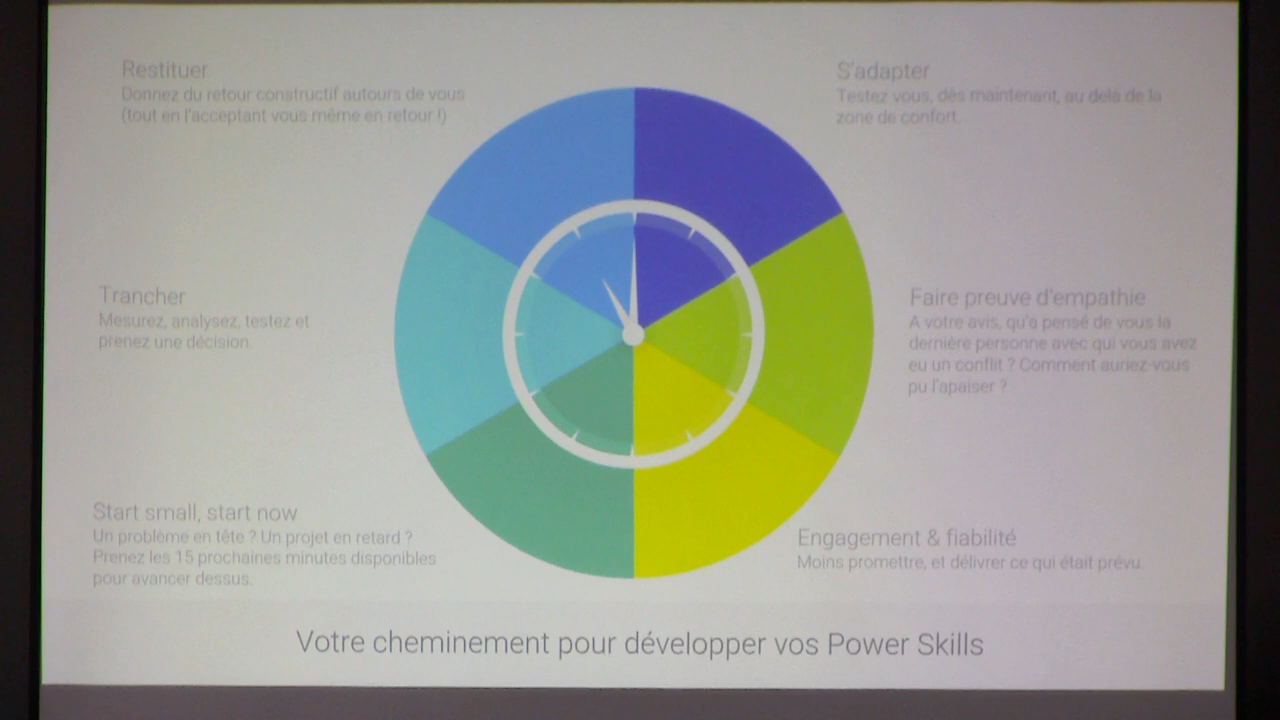 Restituer
Donnez du retour constructif autours de vous
(tout en l'acceptant vous même en retour !)
S'adapter
Testez vous, dès maintenant, au delà de la
zone de confort.
Trancher
Mesurez, analysez, testez et
prenez une décision.
Faire preuve d'empathie
A votre avis, qu'a pensé de vous la
dernière personne avec qui vous avez
eu un conflit ? Comment auriez-vous
pu l'apaiser ?
Start small, start now
Un problème en tête ? Un projet en retard ?
Prenez les 15 prochaines minutes disponibles
pour avancer dessus.
Engagement & fiabilité
Moins promettre, et délivrer ce qui était prévu.
Votre cheminement pour développer vos Power Skills